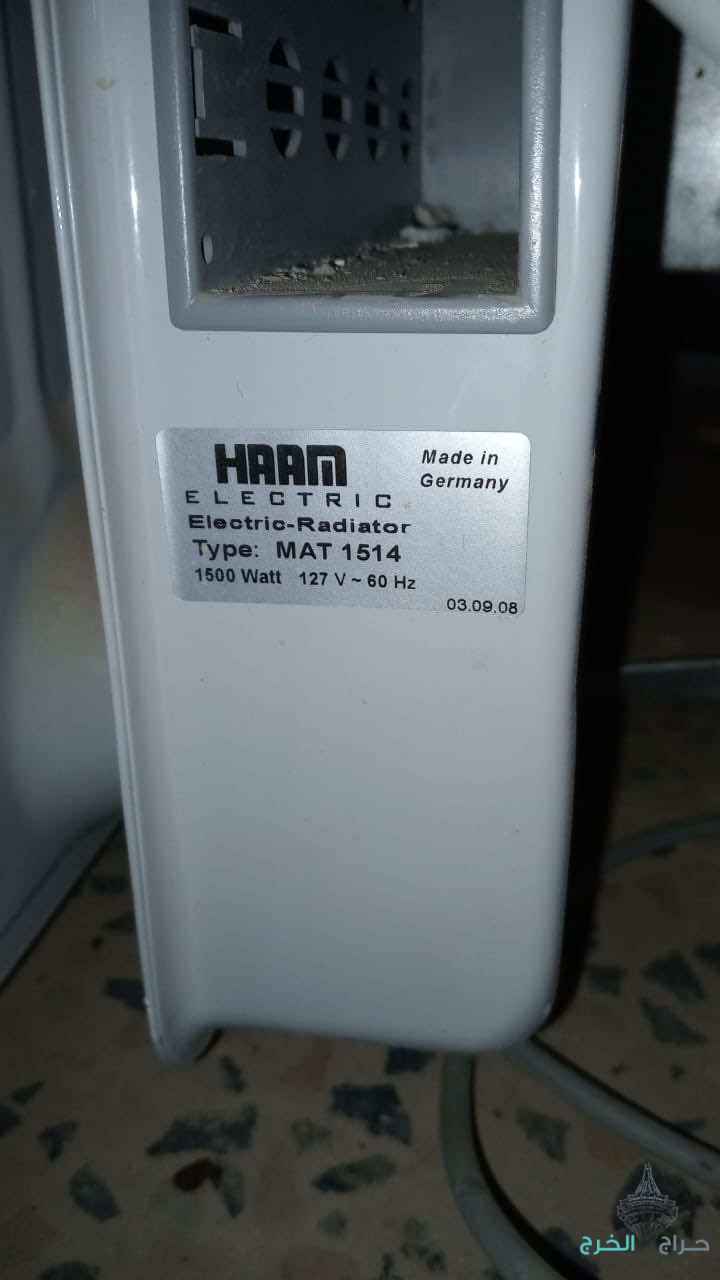 HAAM
ELECTRIC
Made in
Germany
Electric-Radiator
Type: MAT 1514
1500 Watt 127 V ~ 60 Hz
03.09.08
حراج الخرج